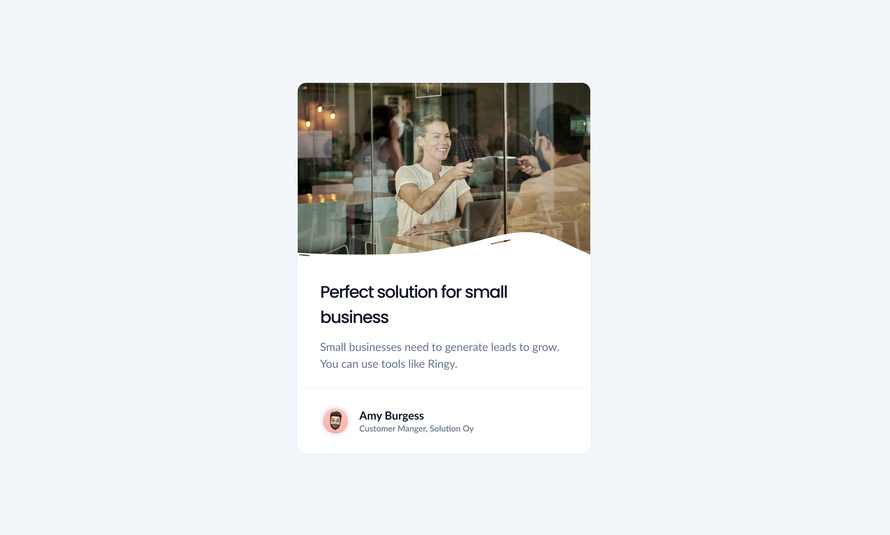 Perfect solution for small
business
Small businesses need to generate leads to grow.
You can use tools like Ringy.
Amy Burgess
Customer Manger, Solution Oy